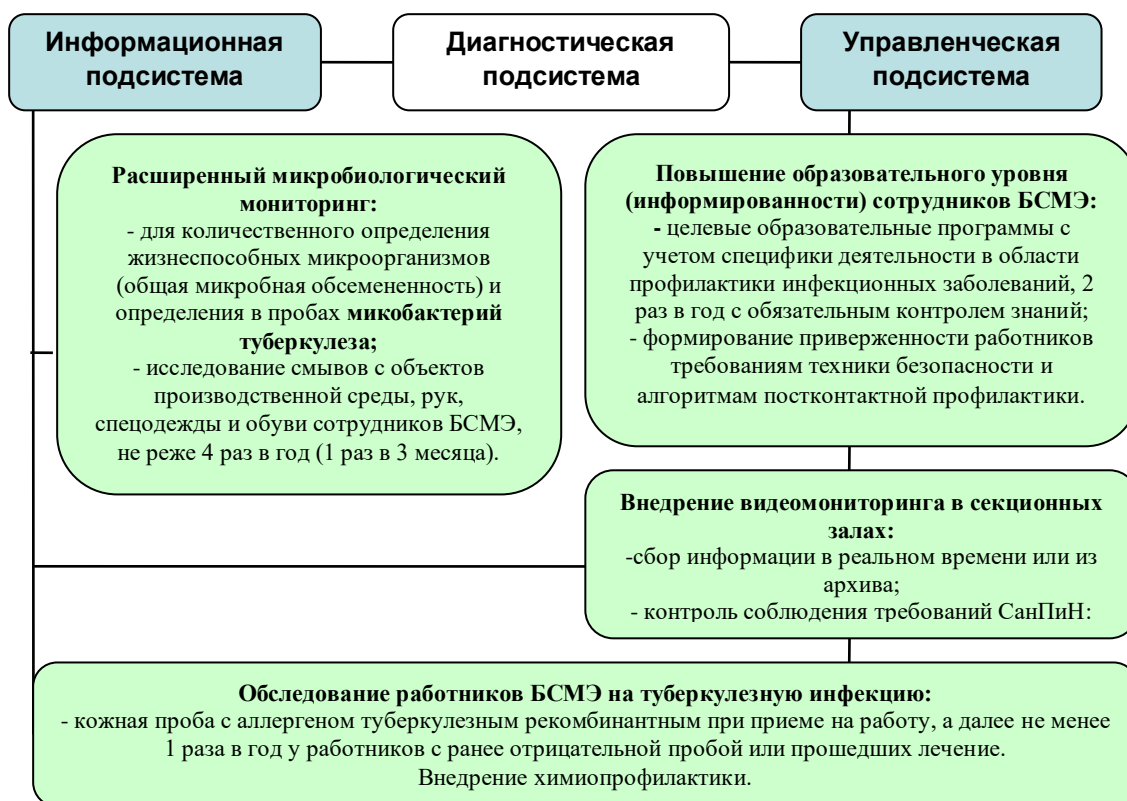 Информационная
подсистема
Диагностическая
подсистема
Управленческая
подсистема
Расширенный микробиологический
мониторинг:
- для количественного определения
жизнеспособных микроорганизмов
(общая микробная обсемененность) и
определения в пробах микобактерий
туберкулеза;
- исследование смывов с объектов
производственной среды, рук,
спецодежды и обуви сотрудников БСМЭ,
не реже 4 раз в год (1 раз в 3 месяца).
Повышение образовательного уровня
(информированности) сотрудников БСМЭ:
- целевые образовательные программы с
учетом специфики деятельности в области
профилактики инфекционных заболеваний, 2
раз в год с обязательным контролем знаний;
- формирование приверженности работников
требованиям техники безопасности и
алгоритмам постконтактной профилактики.
Внедрение видеомониторинга в секционных
залах:
-сбор информации в реальном времени или из
архива;
- контроль соблюдения требований СанПиН:
Обследование работников БСМЭ на туберкулезную инфекцию:
- кожная проба с аллергеном туберкулезным рекомбинантным при приеме на работу, а далее не менее
1 раза в год у работников с ранее отрицательной пробой или прошедших лечение.
Внедрение химиопрофилактики.